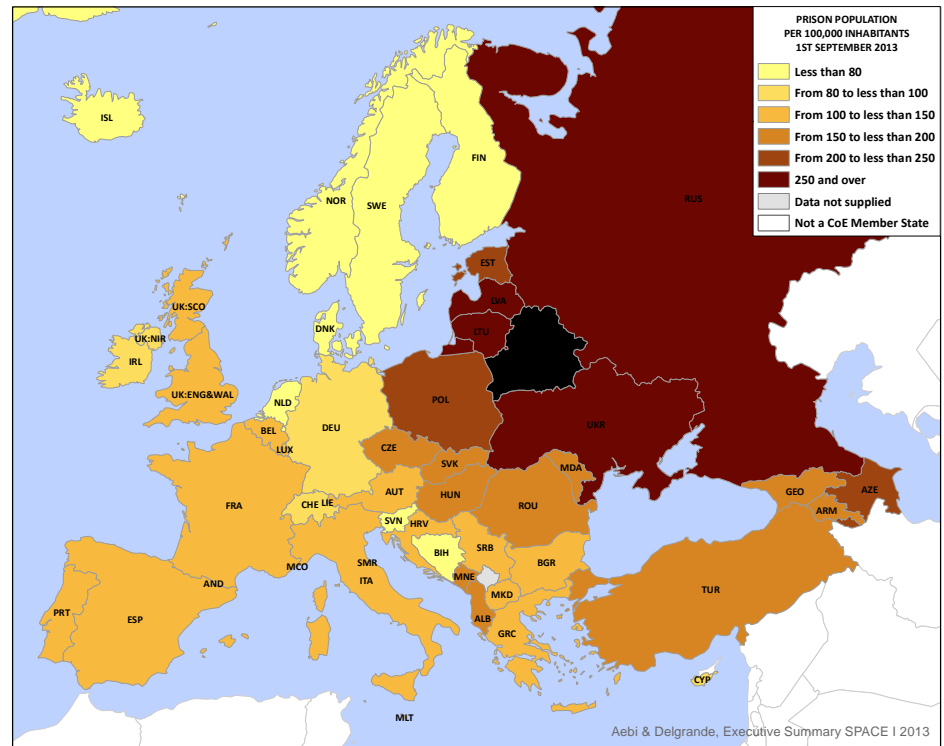 PRISON POPULATION
PER 100,000 INHABITANTS
1ST SEPTEMBER 2013
Less than 80
From 80 to less than 100
From 100 to less than 150
From 150 to less than 200
From 200 to less than 250
250 and over
Data not supplied
Not a CoE Member State
ISL
FIN
NOR
SWE
RUS
EST
LVA
LTU
UK:SCO
DNK
UK:NIR
IRL
UK:ENG&WAL
NLD
POL
BEL
DEU
UKR
LUX
CZE
SVK
MDA
AUT
HUN
GEO
AZE
FRA
CHE LIE
ROU
ARM
SVN
HRV
BIH
SRB
MCO
SMR
BGR
AND
ITA
MNE
MKD
TUR
PRT
ESP
ALB
GRC
CYP
MLT
Aebi & Delgrande, Executive Summary SPACE I 2013